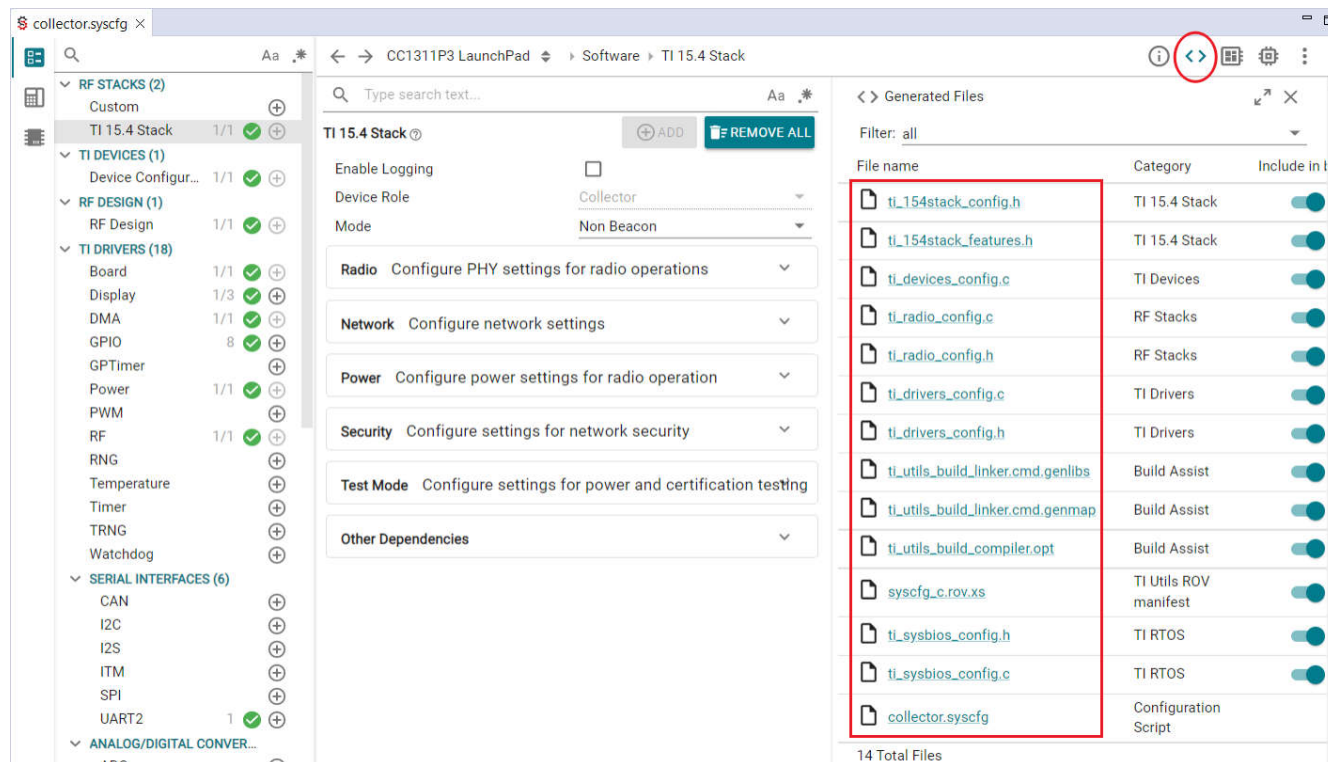 collector.syscfg ×
Aa .*
RF STACKS (2)
Custom
TI 15.4 Stack 1/1
TI DEVICES (1)
Device Configur... 1/1
RF DESIGN (1)
RF Design 1/1
TI DRIVERS (18)
Board 1/1
Display 1/3
DMA 1/1
GPIO 8
GPTimer
Power 1/1
PWM
RF 1/1
RNG
Temperature
Timer
TRNG
Watchdog
SERIAL INTERFACES (6)
CAN
I2C
I2S
ITM
SPI
UART2 1
ANALOG/DIGITAL CONVER...
← → CC1311P3 LaunchPad › Software › TI 15.4 Stack
Type search text... Aa .*
TI 15.4 Stack ADD REMOVE ALL
Enable Logging
Device Role Collector
Mode Non Beacon
Radio Configure PHY settings for radio operations
Network Configure network settings
Power Configure power settings for radio operation
Security Configure settings for network security
Test Mode Configure settings for power and certification testing
Other Dependencies
<> Generated Files
Filter: all
File name Category Include in
ti_154stack_config.h TI 15.4 Stack
ti_154stack_features.h TI 15.4 Stack
ti_devices_config.c TI Devices
ti_radio_config.c RF Stacks
ti_radio_config.h RF Stacks
ti_drivers_config.c TI Drivers
ti_drivers_config.h TI Drivers
ti_utils_build_linker.cmd.genlibs Build Assist
ti_utils_build_linker.cmd.genmap Build Assist
ti_utils_build_compiler.opt Build Assist
syscfg_c.rov.xs TI Utils ROV
manifest
ti_sysbios_config.h TI RTOS
ti_sysbios_config.c TI RTOS
collector.syscfg Configuration
Script
14 Total Files